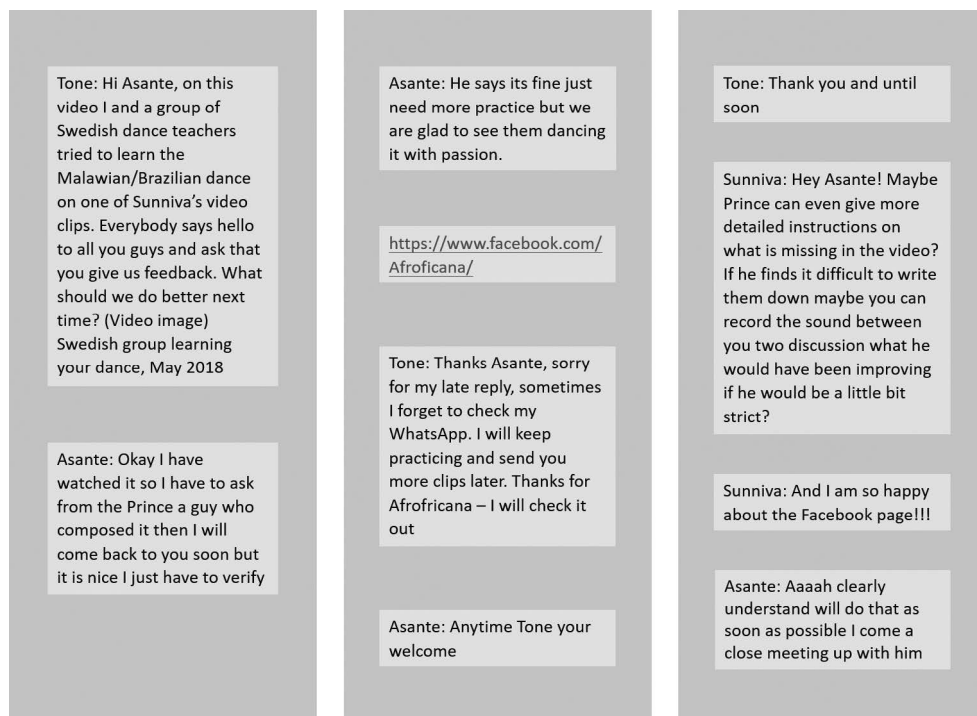 Tone: Hi Asante, on this
video I and a group of
Swedish dance teachers
tried to learn the
Malawian/Brazilian dance
on one of Sunniva’s video
clips. Everybody says hello
to all you guys and ask that
you give us feedback. What
should we do better next
time? (Video image)
Swedish group learning
your dance, May 2018
Asante: Okay I have
watched it so I have to ask
from the Prince a guy who
composed it then I will
come back to you soon but
it is nice I just have to verify
Asante: He says its fine just
need more practice but we
are glad to see them dancing
it with passion.
https://www.facebook.com/
Afroficana/
Tone: Thanks Asante, sorry
for my late reply, sometimes
I forget to check my
WhatsApp. I will keep
practicing and send you
more clips later. Thanks for
Afrofricana – I will check it
out
Asante: Anytime Tone your
welcome
Tone: Thank you and until
soon
Sunniva: Hey Asante! Maybe
Prince can even give more
detailed instructions on
what is missing in the video?
If he finds it difficult to write
them down maybe you can
record the sound between
you two discussion what he
would have been improving
if he would be a little bit
strict?
Sunniva: And I am so happy
about the Facebook page!!!
Asante: Aaaah clearly
understand will do that as
soon as possible I come a
close meeting up with him